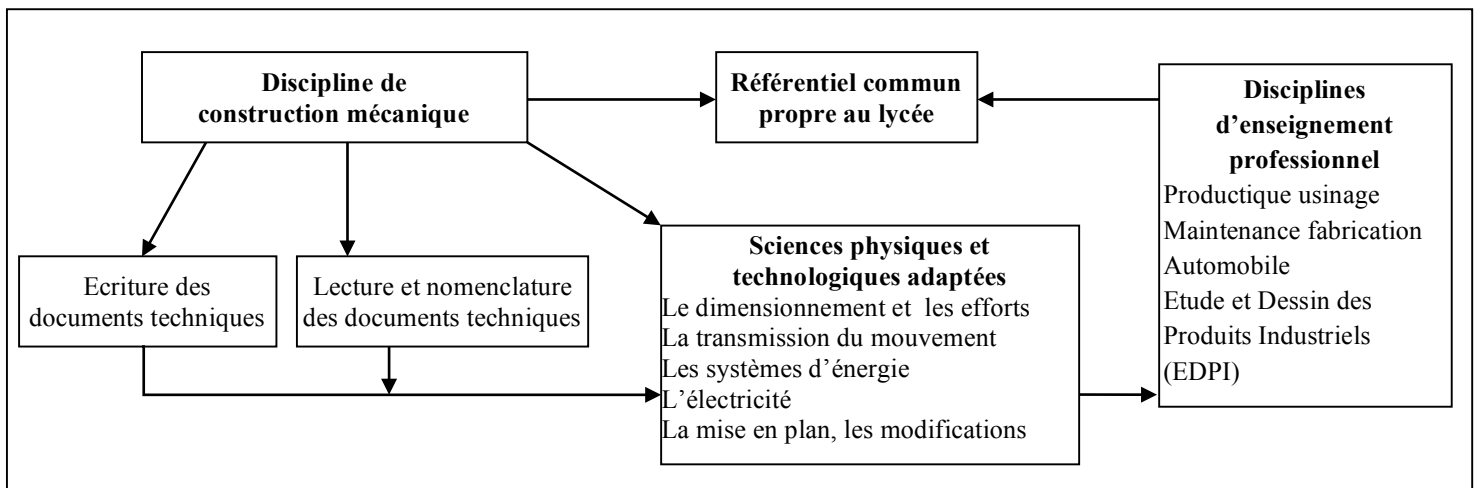 Discipline de
construction mécanique
Référentiel commun
propre au lycée
Disciplines
d’enseignement
professionnel
Productique usinage
Maintenance fabrication
Automobile
Etude et Dessin des
Produits Industriels
(EDPI)
Ecriture des
documents techniques
Lecture et nomenclature
des documents techniques
Sciences physiques et
technologiques adaptées
Le dimensionnement et les efforts
La transmission du mouvement
Les systèmes d’énergie
L’électricité
La mise en plan, les modifications